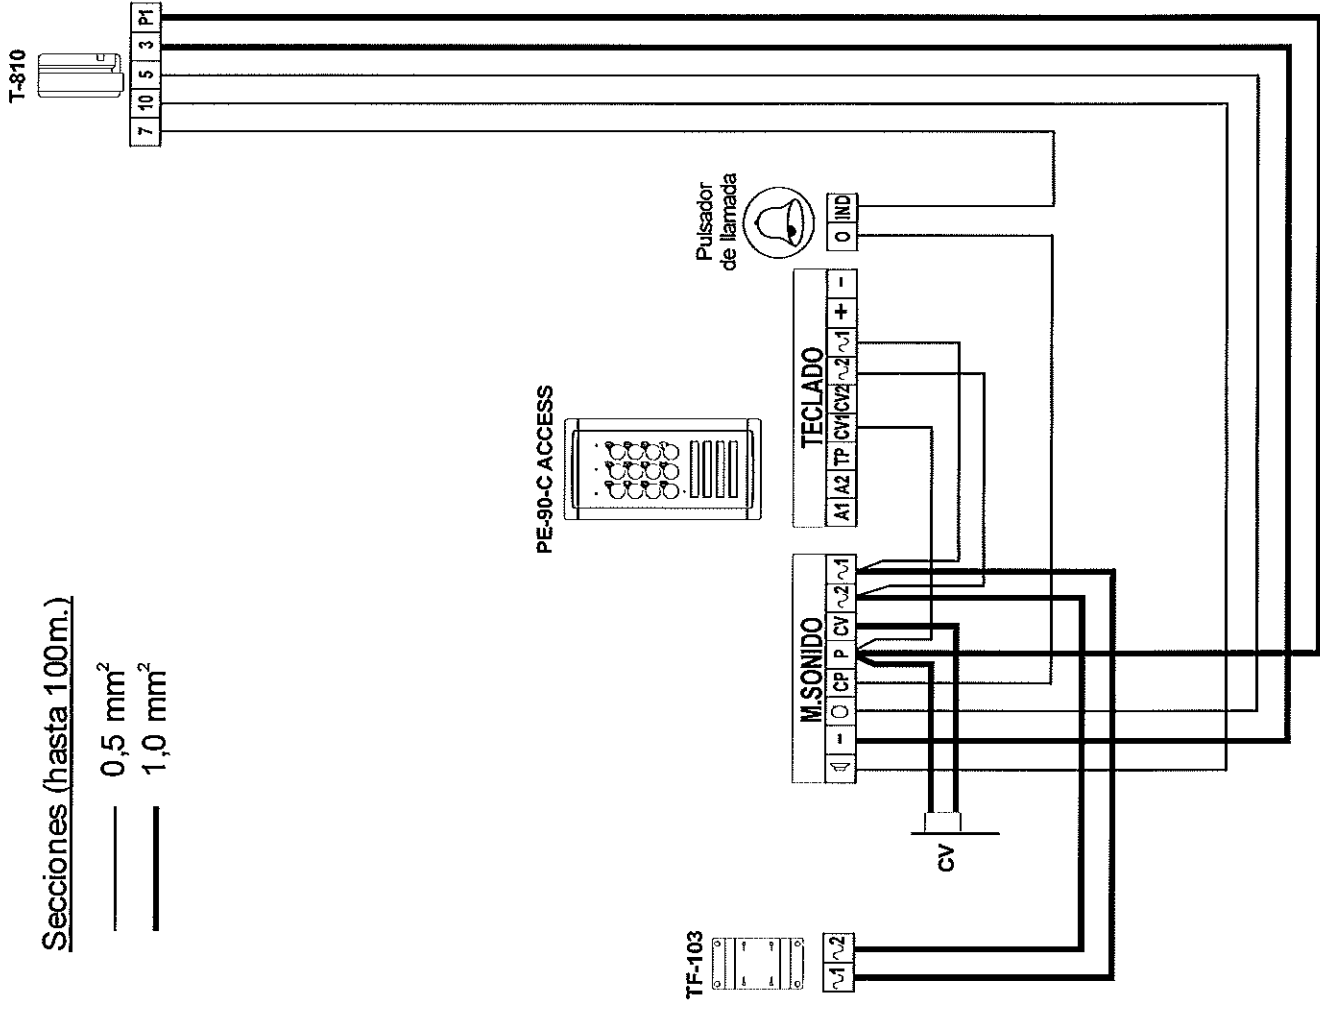 Secciones (hasta 100m.)
0,5 mm²
1,0 mm²
T-810
7 10 5 3 P1
PE-90-C ACCESS
Pulsador
de llamada
O IND
TECLADO
A1 A2 TP CV1 CV2 ~2 ~1 + -
M.SONIDO
- O CP P CV ~2 ~1
CV
TF-103
~1 ~2